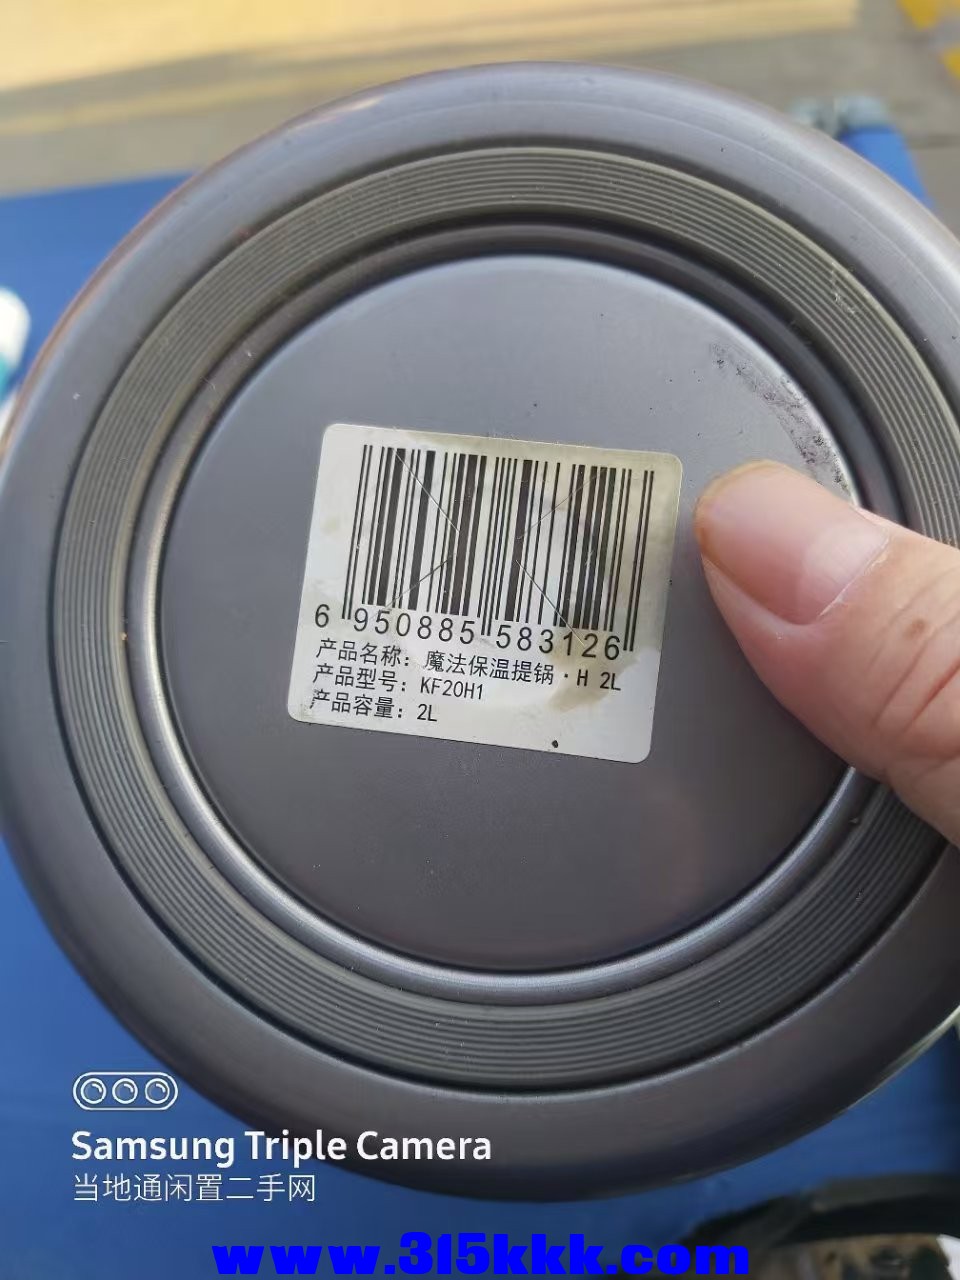 6 950885 583126
产品名称：魔法保温提锅·H 2L
产品型号：KF20H1
产品容量：2L
Samsung Triple Camera
当地通闲置二手网
www.315kkk.com